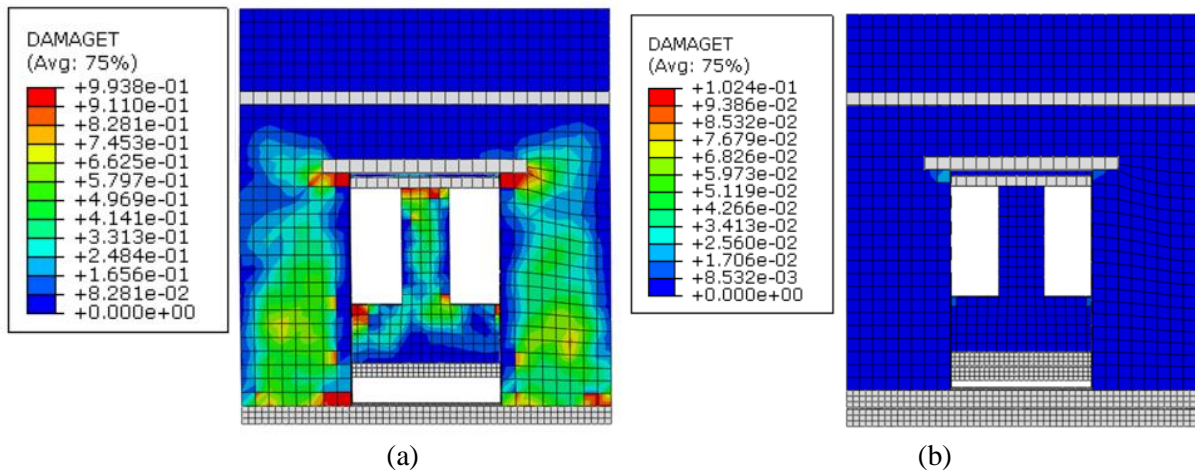 DAMAGET
(Avg: 75%)
+9.938e-01
+9.110e-01
+8.281e-01
+7.453e-01
+6.625e-01
+5.797e-01
+4.969e-01
+4.141e-01
+3.313e-01
+2.484e-01
+1.656e-01
+8.281e-02
+0.000e+00
DAMAGET
(Avg: 75%)
+1.024e-01
+9.386e-02
+8.532e-02
+7.679e-02
+6.826e-02
+5.973e-02
+5.119e-02
+4.266e-02
+3.413e-02
+2.560e-02
+1.706e-02
+8.532e-03
+0.000e+00
(a)
(b)